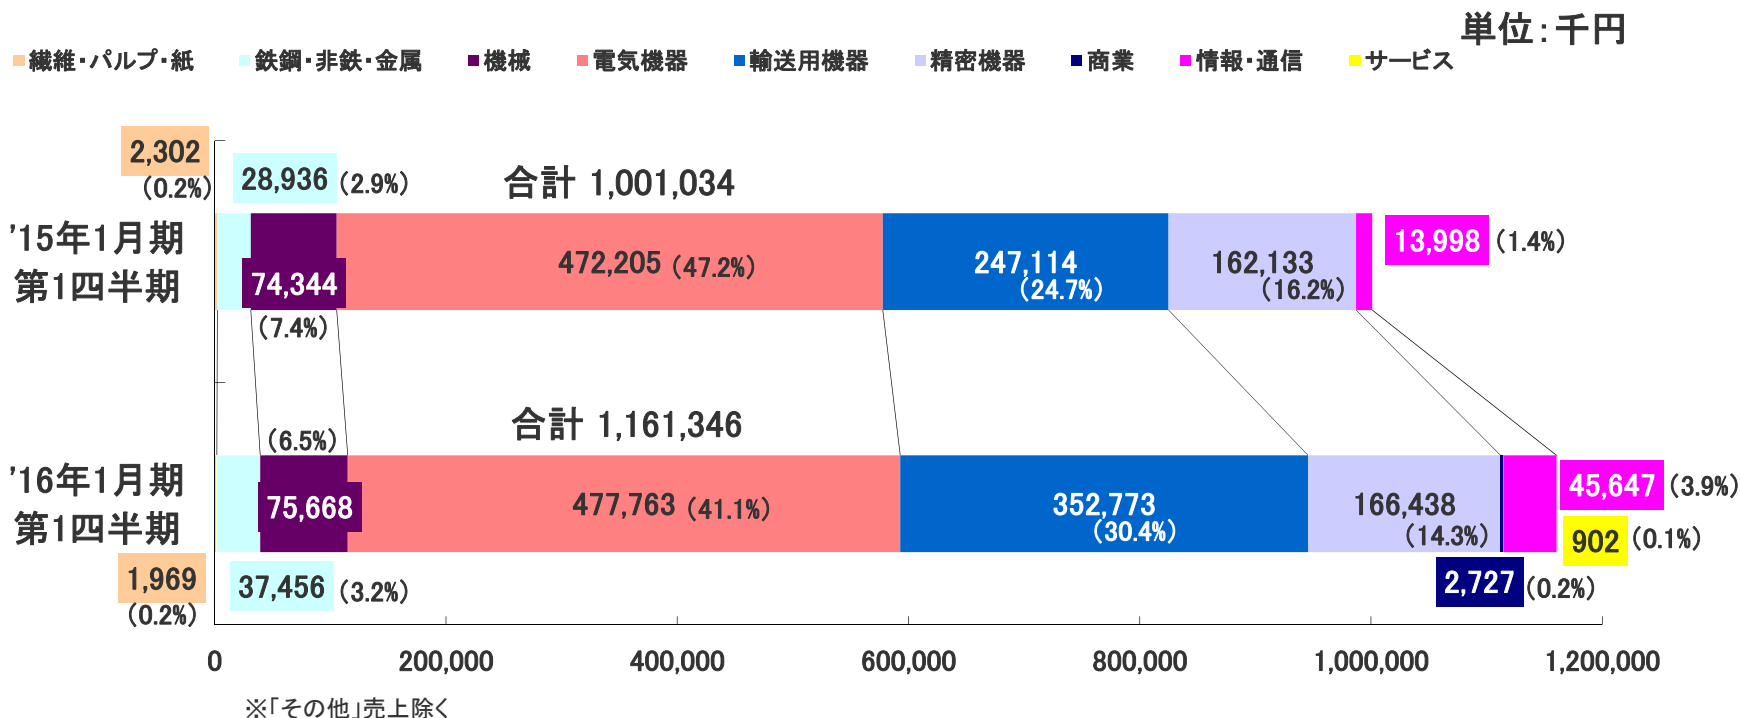 単位：千円
繊維・パルプ・紙 鉄鋼・非鉄・金属 機械 電気機器 輸送用機器 精密機器 商業 情報・通信 サービス
2,302
（0.2%）
28,936（2.9%）
合計 1,001,034
'15年1月期
第1四半期
74,344
（7.4%）
472,205（47.2%）
247,114
（24.7%）
162,133
（16.2%）
13,998（1.4%）
合計 1,161,346
'16年1月期
第1四半期
（6.5%）
75,668
477,763（41.1%）
352,773
（30.4%）
166,438
（14.3%）
45,647（3.9%）
902（0.1%）
2,727（0.2%）
1,969
（0.2%）
37,456（3.2%）
0 200,000 400,000 600,000 800,000 1,000,000 1,200,000
※「その他」売上除く